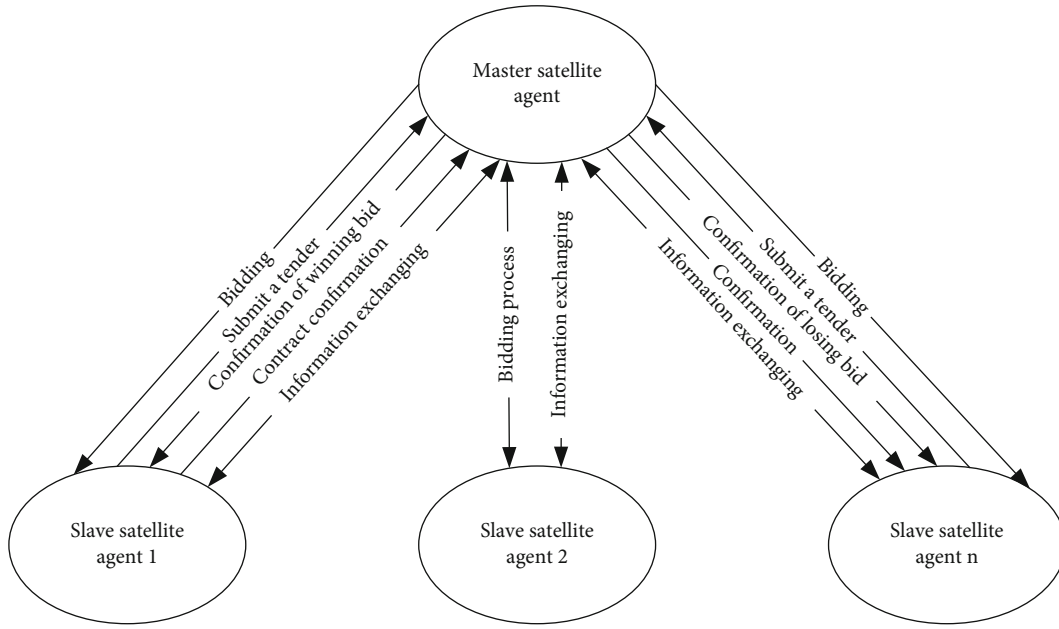 Master satellite
agent
Bidding
Submit a tender
Confirmation of winning bid
Contract confirmation
Information exchanging
Bidding process
Information exchanging
Information exchanging
Confirmation
Confirmation of losing bid
Submit a tender
Bidding
Slave satellite
agent 1
Slave satellite
agent 2
Slave satellite
agent n